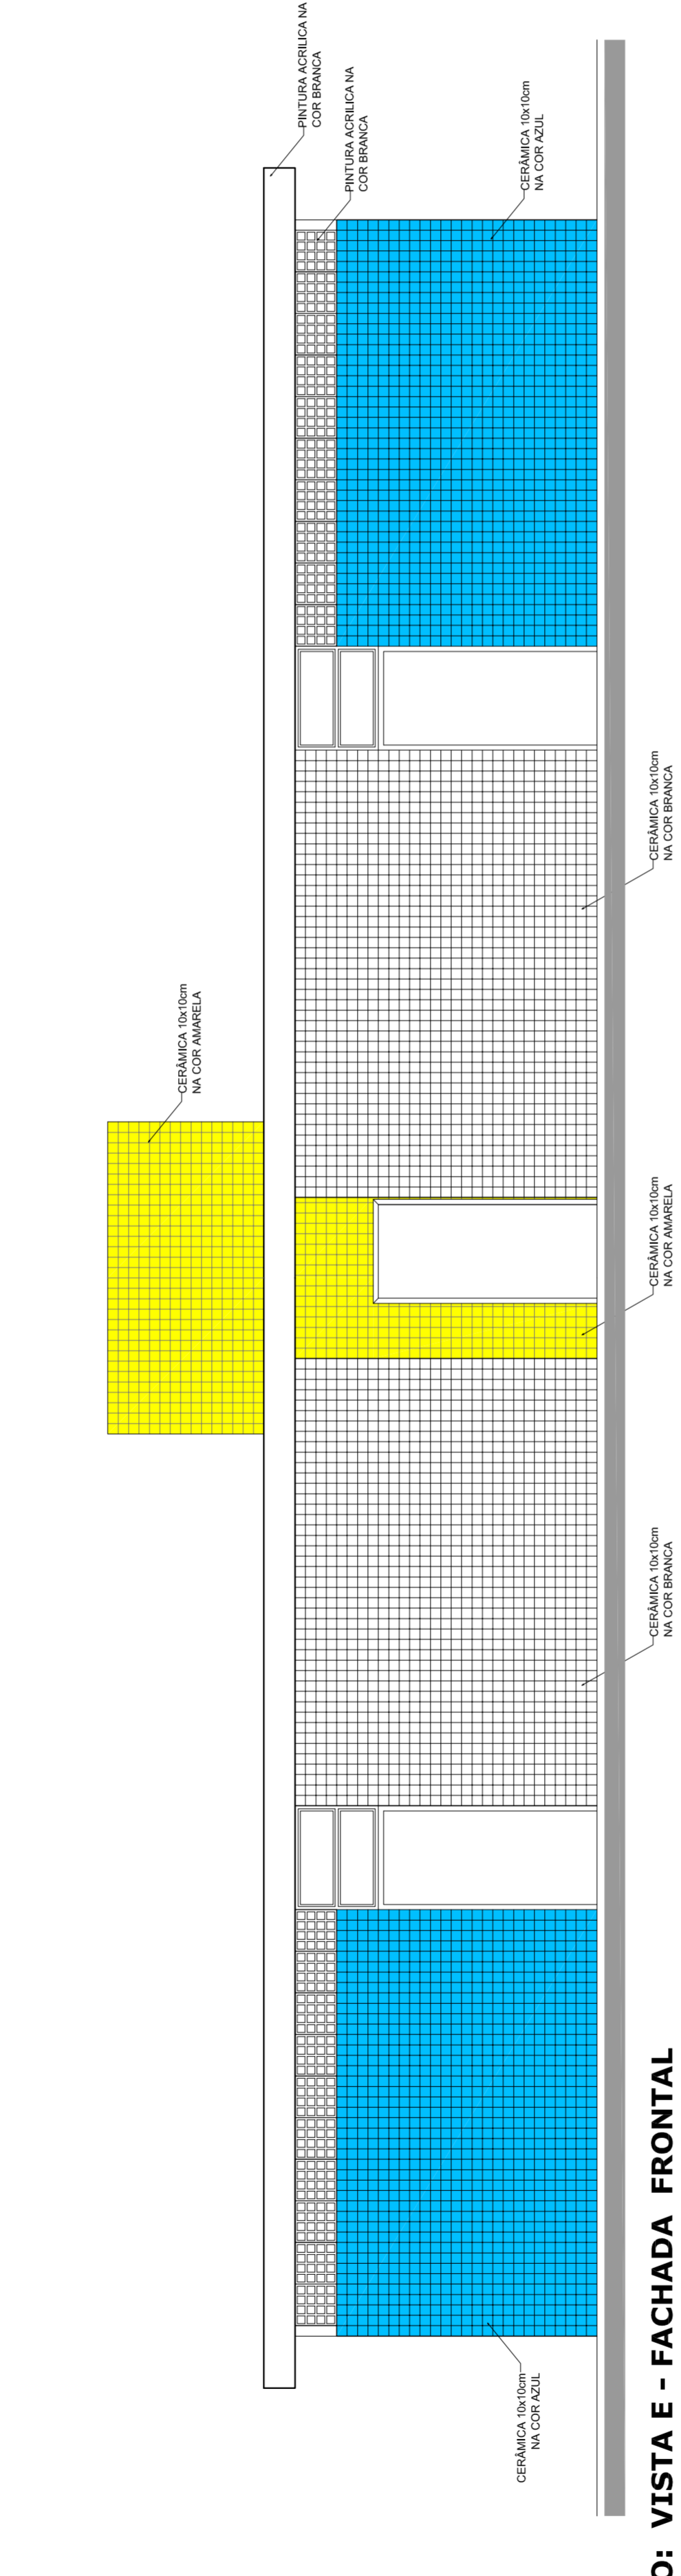 CERÂMICA 10x10cm
NA COR AMARELA
PINTURA ACRILICA NA
COR BRANCA
PINTURA ACRILICA NA
COR BRANCA
CERÂMICA 10x10cm
NA COR AZUL
CERÂMICA 10x10cm
NA COR AZUL
CERÂMICA 10x10cm
NA COR BRANCA
CERÂMICA 10x10cm
NA COR AMARELA
CERÂMICA 10x10cm
NA COR BRANCA
O: VISTA E - FACHADA FRONTAL